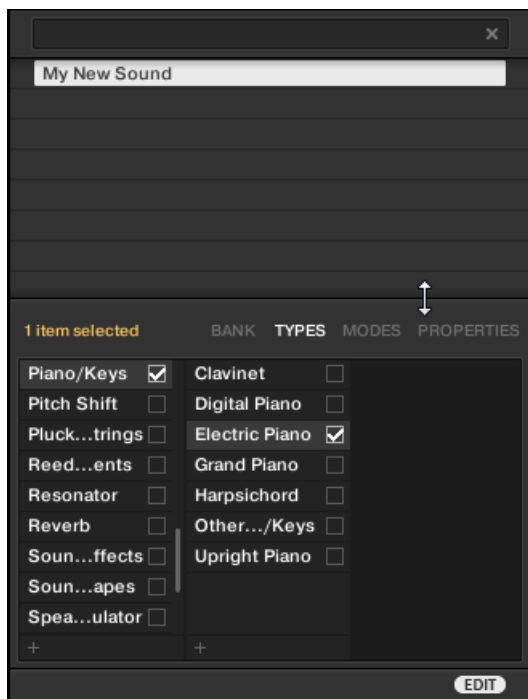 My New Sound
1 item selected BANK TYPES MODES PROPERTIES
Piano/Keys Clavinet
Pitch Shift Digital Piano
Pluck...trings Electric Piano
Reed...ents Grand Piano
Resonator Harpsichord
Reverb Other.../Keys
Soun...ffects Upright Piano
Soun...apes
Spea...ulator
+ +
EDIT